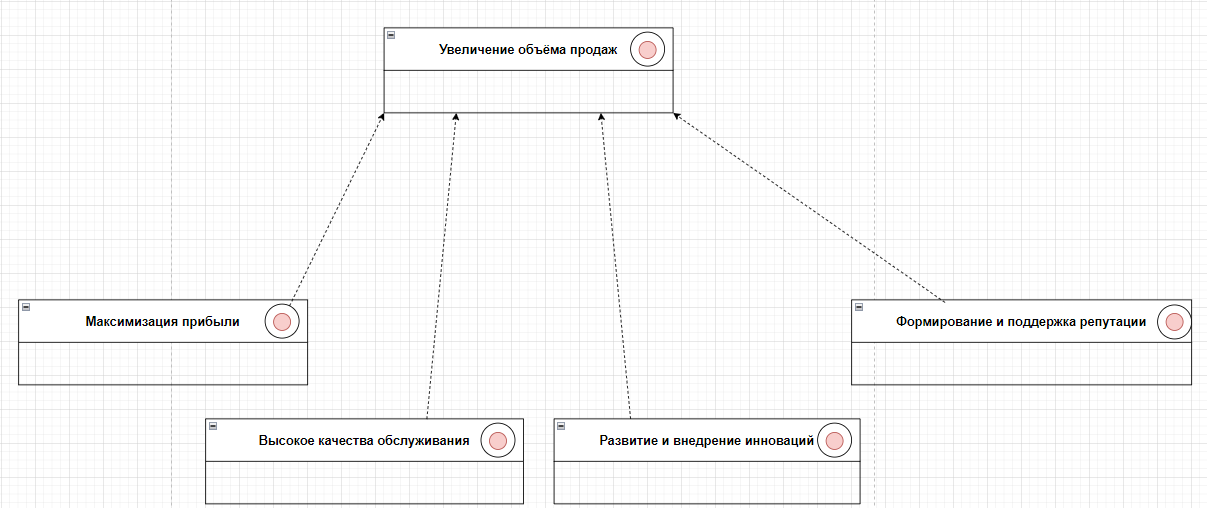 Увеличение объёма продаж
Максимизация прибыли
Формирование и поддержка репутации
Высокое качества обслуживания
Развитие и внедрение инноваций